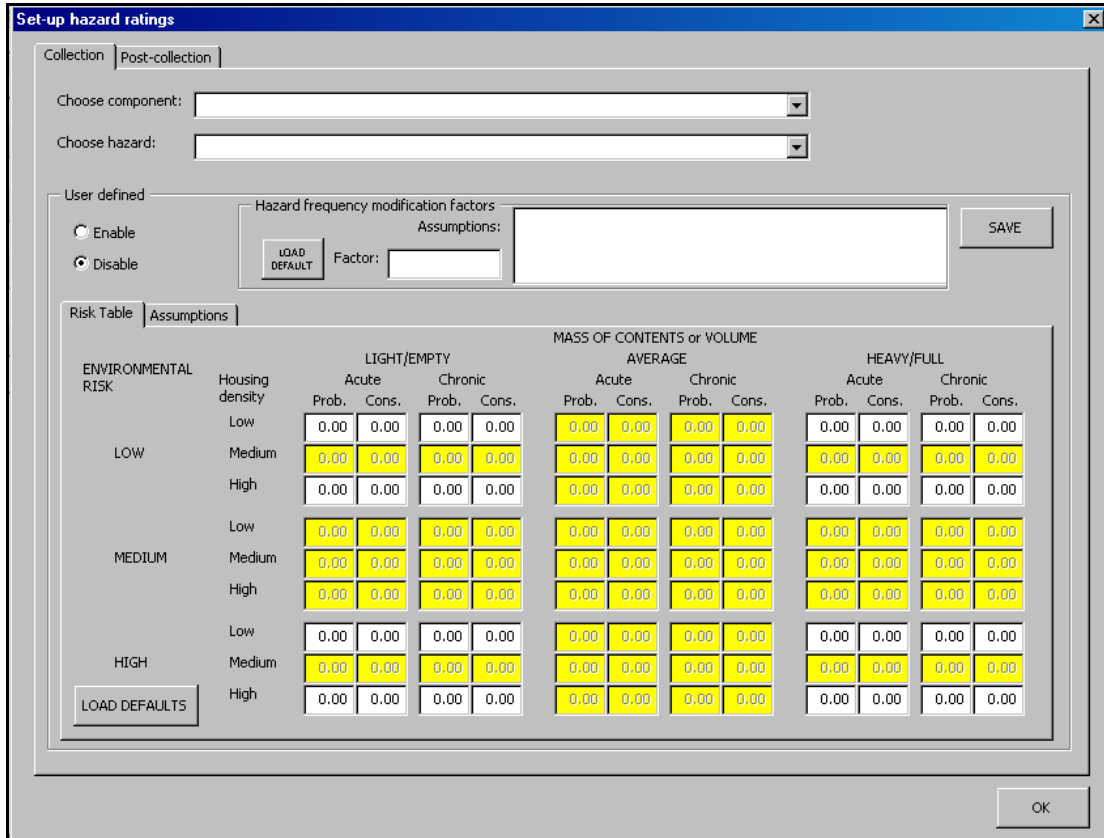 Set-up hazard ratings
Collection Post-collection
Choose component:
Choose hazard:
User defined
Hazard frequency modification factors
Enable
Disable
LOAD
DEFAULT
Factor:
Assumptions:
SAVE
Risk Table Assumptions
MASS OF CONTENTS or VOLUME
LIGHT/EMPTY AVERAGE HEAVY/FULL
ENVIRONMENTAL
RISK
Housing
density
Acute Chronic Acute Chronic Acute Chronic
Prob. Cons. Prob. Cons. Prob. Cons. Prob. Cons. Prob. Cons. Prob. Cons.
Low 0.00 0.00 0.00 0.00 0.00 0.00 0.00 0.00 0.00 0.00 0.00 0.00
LOW Medium 0.00 0.00 0.00 0.00 0.00 0.00 0.00 0.00 0.00 0.00 0.00 0.00
High 0.00 0.00 0.00 0.00 0.00 0.00 0.00 0.00 0.00 0.00 0.00 0.00
Low 0.00 0.00 0.00 0.00 0.00 0.00 0.00 0.00 0.00 0.00 0.00 0.00
MEDIUM Medium 0.00 0.00 0.00 0.00 0.00 0.00 0.00 0.00 0.00 0.00 0.00 0.00
High 0.00 0.00 0.00 0.00 0.00 0.00 0.00 0.00 0.00 0.00 0.00 0.00
Low 0.00 0.00 0.00 0.00 0.00 0.00 0.00 0.00 0.00 0.00 0.00 0.00
HIGH Medium 0.00 0.00 0.00 0.00 0.00 0.00 0.00 0.00 0.00 0.00 0.00 0.00
High 0.00 0.00 0.00 0.00 0.00 0.00 0.00 0.00 0.00 0.00 0.00 0.00
LOAD DEFAULTS
OK